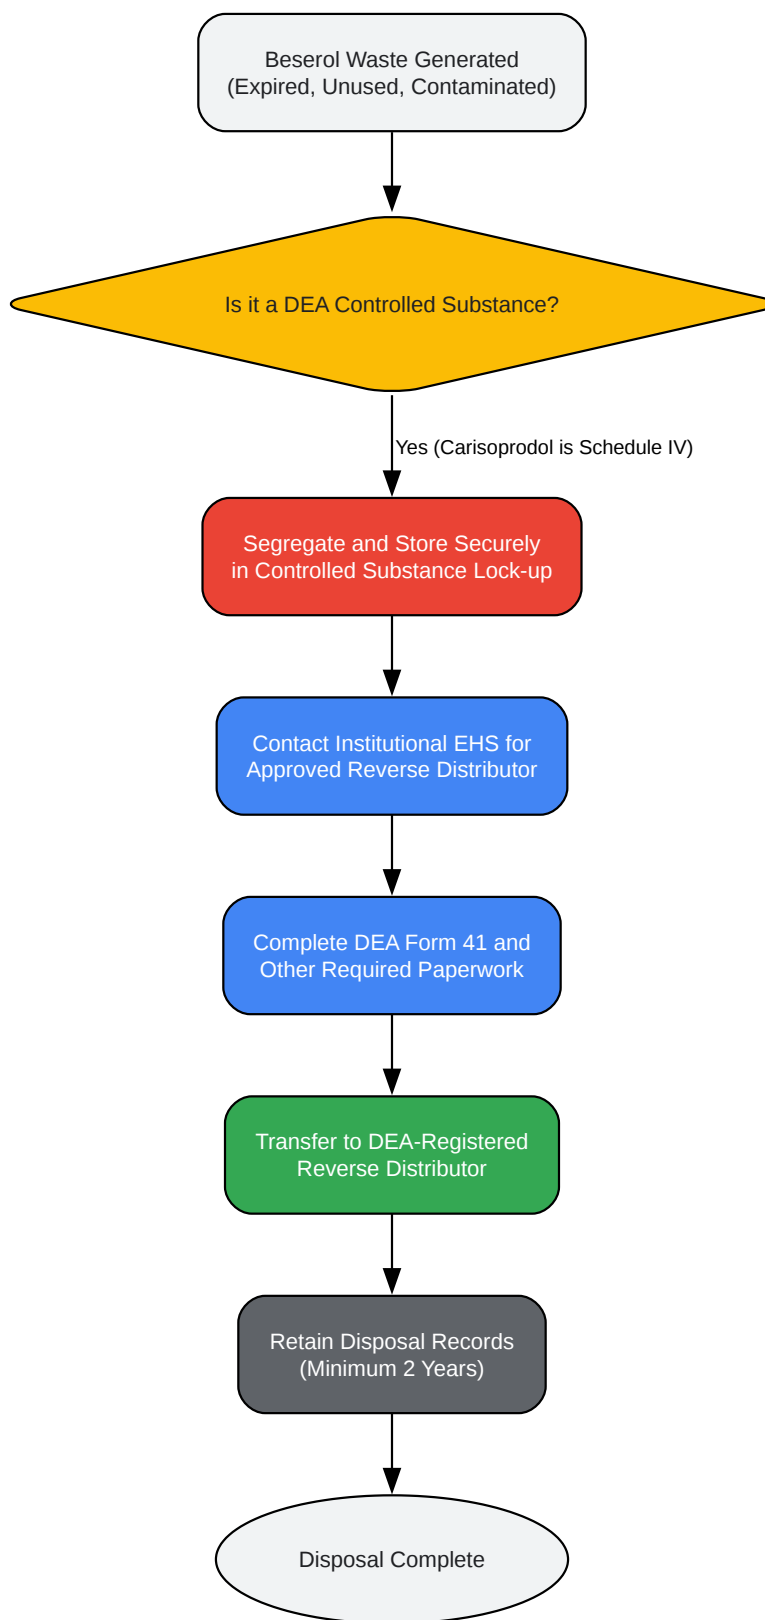 Beserol Waste Generated
(Expired, Unused, Contaminated)
Is it a DEA Controlled Substance?
Yes (Carisoprodol is Schedule IV)
Segregate and Store Securely
in Controlled Substance Lock-up
Contact Institutional EHS for
Approved Reverse Distributor
Complete DEA Form 41 and
Other Required Paperwork
Transfer to DEA-Registered
Reverse Distributor
Retain Disposal Records
(Minimum 2 Years)
Disposal Complete